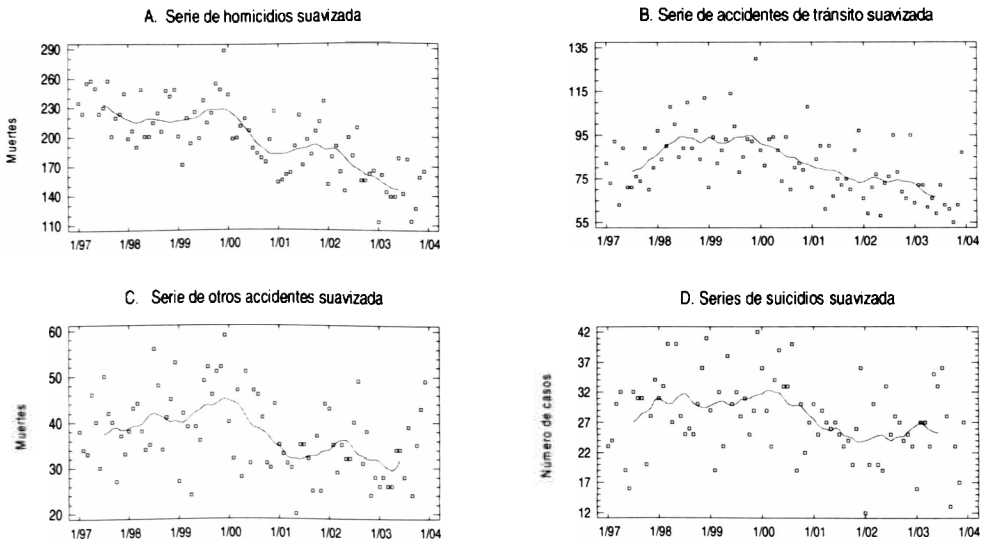 A. Serie de homicidios suavizada
B. Serie de accidentes de tránsito suavizada
290
260
230
200
170
140
110
Muertes
1/97 1/98 1/99 1/00 1/01 1/02 1/03 1/04
135
115
95
75
55
1/97 1/98 1/99 1/00 1/01 1/02 1/03 1/04
C. Serie de otros accidentes suavizada
D. Series de suicidios suavizada
60
50
40
30
20
Muertes
1/97 1/98 1/99 1/00 1/01 1/02 1/03 1/04
42
37
32
27
22
17
12
Número de casos
1/97 1/98 1/99 1/00 1/01 1/02 1/03 1/04